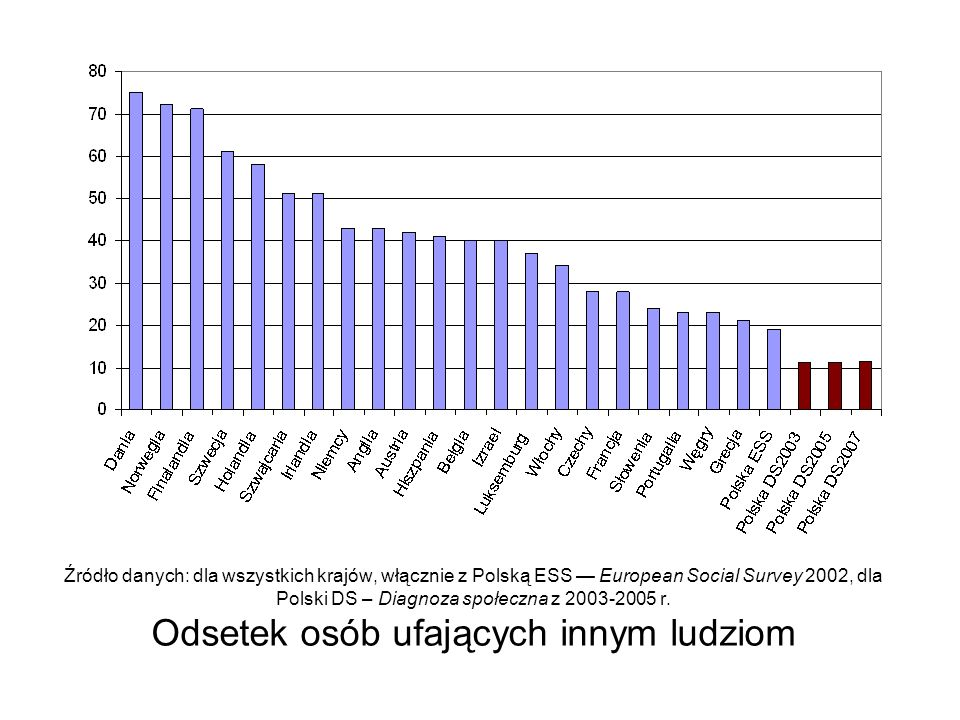 80
70
60
50
40
30
20
10
0
Dania
Norwegia
Finalandia
Szwecja
Holandia
Szwajcaria
Irlandia
Niemcy
Anglia
Austria
Hiszpania
Belgia
Izrael
Luksemburg
Włochy
Czechy
Francja
Słowenia
Portugalia
Węgry
Grecja
Polska ESS
Polska DS2003
Polska DS2005
Polska DS2007
Źródło danych: dla wszystkich krajów, włącznie z Polską ESS — European Social Survey 2002, dla
Polski DS – Diagnoza społeczna z 2003-2005 r.
Odsetek osób ufających innym ludziom